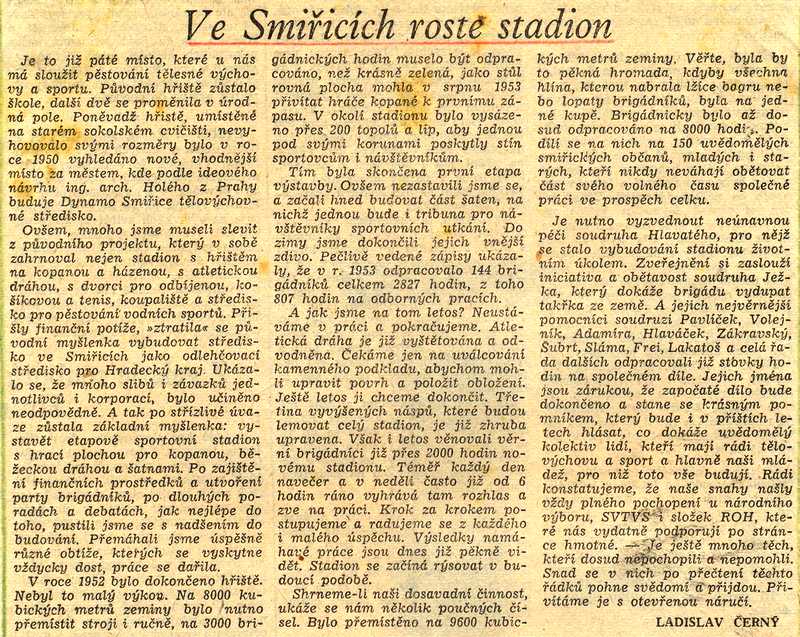 Ve Smiřicích roste stadion
Je to již páté místo, které u nás
má sloužit pěstování tělesné výcho-
vy a sportu. Původní hřiště zůstalo
škole, další dvě se proměnila v úrod-
ná pole. Poněvadž hřistě, umístěné
na starém sokolském cvičišti, nevy-
hovovalo svými rozměry bylo v ro-
ce 1950 vyhledáno nové, vhodnější
místo za městem, kde podle ideového
návrhu ing. arch. Holého z Prahy
buduje Dynamo Smiřice tělovýchov-
né středisko.
Ovšem, mnoho jsme museli slevit
z původního projektu, který v sobě
zahrnoval nejen stadion s hřištěm
na kopanou a házenou, s atletickou
dráhou, s dvorci pro odbíjenou, ko-
šíkovou a tenis, koupaliště a středis-
ko pro pěstování vodních sportů. Při-
šly finanční potíže, »ztratila« se pů-
vodní myšlenka vybudovat středis-
ko ve Smiřicích jako odlehčovací
středisko pro Hradecký kraj. Ukáza-
lo se, že mnoho slibů i závazků jed-
notlivců i korporací, bylo učiněno
neodpovědně. A tak po střízlivé úva-
ze zůstala základní myšlenka: vy-
stavět etapově sportovní stadion
s hrací plochou pro kopanou, bě-
žeckou dráhou a šatnami. Po zajiště-
ní finančních prostředků a utvoření
party brigádníků, po dlouhých po-
radách a debatách, jak nejlépe do
toho, pustili jsme se s nadšením do
budování. Přemáhali jsme úspěšně
různé obtíže, kterých se vyskytne
vždycky dost, práce se dařila.
V roce 1952 bylo dokončeno hřiště.
Nebyl to malý výkon. Na 8000 ku-
bických metrů zeminy bylo nutno
přemístit stroji i ručně, na 3000 bri-
gádnických hodin muselo být odpra-
cováno, než krásně zelená, jako stůl
rovná plocha mohla v srpnu 1953
přivítat hráče kopané k prvnímu zá-
pasu. V okolí stadionu bylo vysáze-
no přes 200 topolů a lip, aby jednou
pod svými korunami poskytly stín
sportovcům i návštěvníkům.
Tím byla skončena první etapa
výstavby. Ovšem nezastavili jsme se,
a začali hned budovat část šaten, na
nichž jednou bude i tribuna pro ná-
vštěvníky sportovních utkání. Do
zimy jsme dokončili jejich vnější
zdivo. Pečlivě vedené zápisy ukáza-
ly, že v r. 1953 odpracovalo 144 bri-
gádníků celkem 2827 hodin, z toho
807 hodin na odborných pracích.
A jak jsme na tom letos? Neustá-
váme v práci a pokračujeme. Atle-
tická dráha je již vyštětována a od-
vodněna. Čekáme jen na uválcování
kamenného podkladu, abychom moh-
li upravit povrh a položit obložení.
Ještě letos ji chceme dokončit. Tře-
tina vyvýšených náspů, které budou
lemovat celý stadion, je již zhruba
upravena. Však i letos věnovali věr-
ní brigádníci již přes 2000 hodin no-
vému stadionu. Téměř každý den
navečer a v neděli často již od 6
hodin ráno vyhrává tam rozhlas a
zve na práci. Krok za krokem po-
stupujeme a radujeme se z každého
i malého úspěchu. Výsledky namá-
havé práce jsou dnes již pěkně vi-
dět. Stadion se začíná rýsovat v bu-
doucí podobě.
Shrneme-li naši dosavadní činnost,
ukáže se nám několik poučných čí-
sel. Bylo přemístěno na 9600 kubic-
kých metrů zeminy. Věřte, byla by
to pěkná hromada, kdyby všechna
hlína, kterou nabrala lžíce bagru ne-
bo lopaty brigádníků, byla na jed-
né kupě. Brigádnicky bylo až do-
sud odpracováno na 8000 hodin. Po-
dílí se na nich na 150 uvědomělých
smiřických občanů, mladých i sta-
rých, kteří nikdy neváhají obětovat
část svého volného času společné
práci ve prospěch celku.
Je nutno vyzvednout neúnavnou
péči soudruha Hlavatého, pro nějž
se stalo vybudování stadionu život-
ním úkolem. Zveřejnění si zaslouží
iniciativa a obětavost soudruha Jež-
ka, který dokáže brigádu vydupat
takřka ze země. A jejich nejvěrnější
pomocníci soudruzi Pavlíček, Volej-
ník, Adamíra, Hlaváček, Zákravský,
Šubrt, Sláma, Frei, Lakatoš a celá řa-
da dalších odpracovali již stovky ho-
din na společném díle. Jejich jména
jsou zárukou, že započaté dílo bude
dokončeno a stane se krásným po-
mníkem, který bude i v příštích le-
tech hlásat, co dokáže uvědomělý
kolektiv lidí, kteří mají rádi tělo-
výchovu a sport a hlavně naši mlá-
dež, pro niž toto vše budují. Rádi
konstatujeme, že naše snahy našly
vždy plného pochopení u národního
výboru, SVTVS i složek ROH, kte-
ré nás vydatně podporují po strán-
ce hmotné. — Je ještě mnoho těch,
kteří dosud nepochopili a nepomohli.
Snad se v nich po přečtení těchto
řádků pohne svědomí a přijdou. Při-
vítáme je s otevřenou náručí.
LADISLAV ČERNÝ